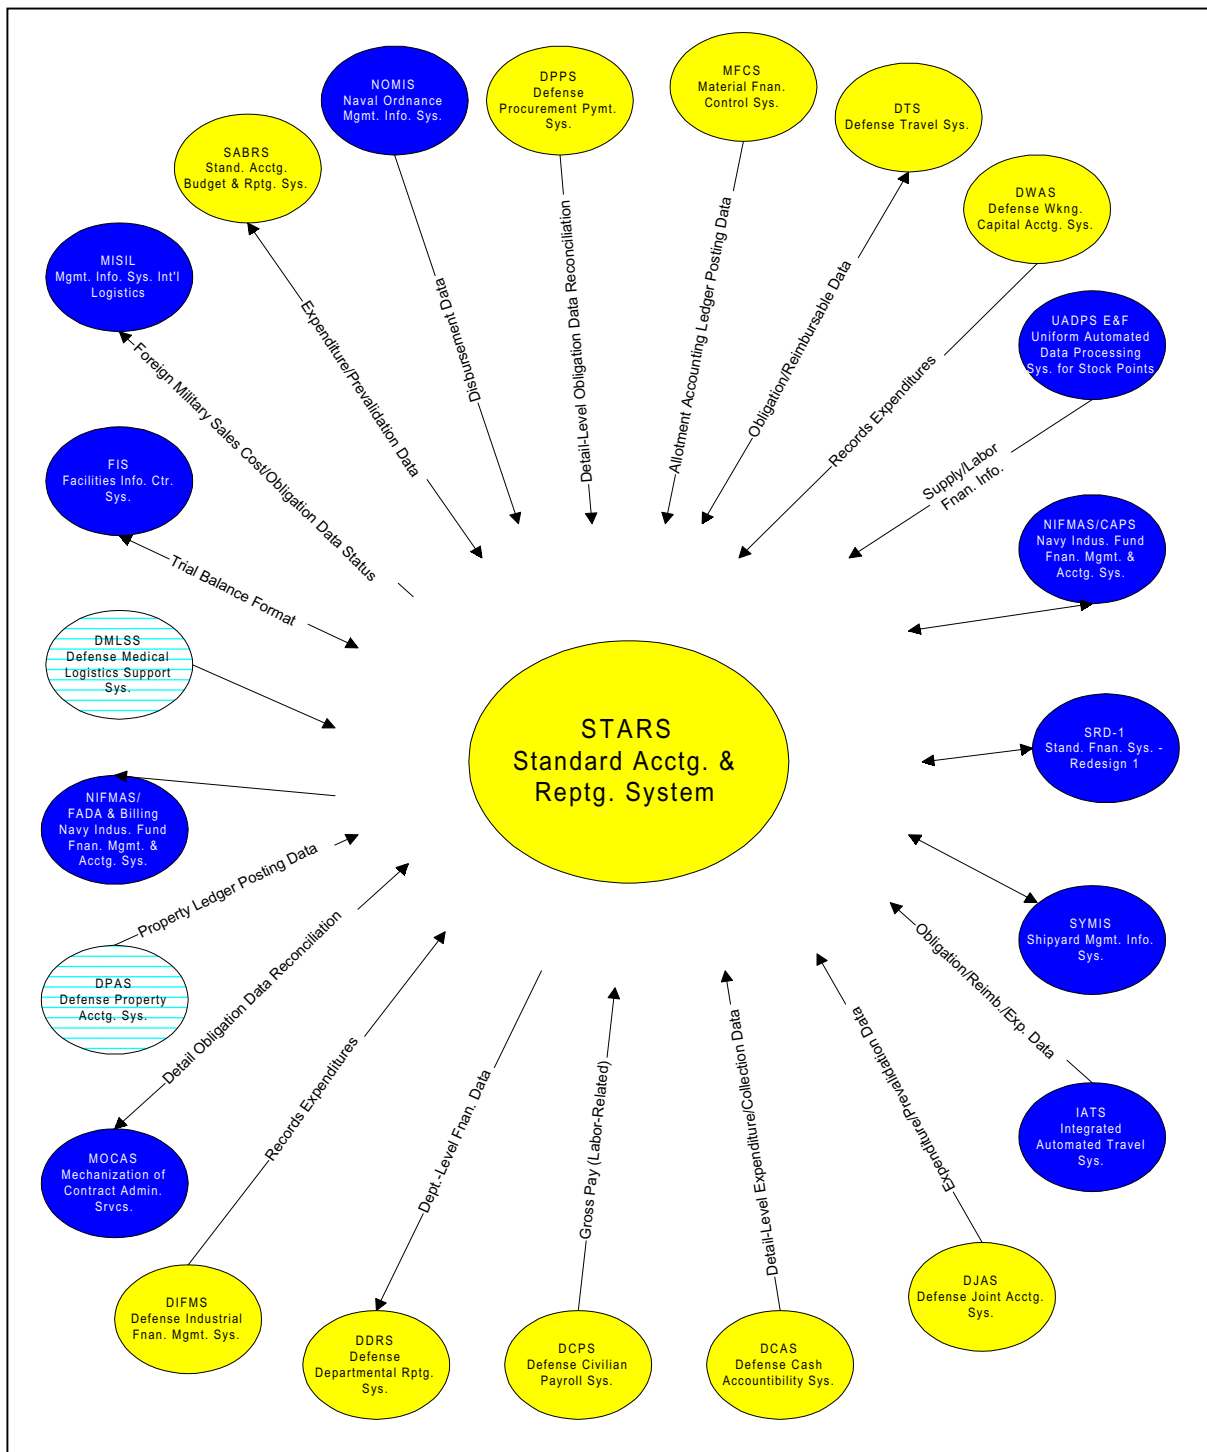 NOMIS
Naval Ordnance
Mgmt. Info. Sys.
DPPS
Defense
Procurement Pymt.
Sys.
MFCS
Material Fnan.
Control Sys.
DTS
Defense Travel Sys.
SABRS
Stand. Acctg.
Budget & Rptg. Sys.
DWAS
Defense Wkng.
Capital Acctg. Sys.
MISIL
Mgmt. Info. Sys. Int'l
Logistics
UADPS E&F
Uniform Automated
Data Processing
Sys. for Stock Points
Foreign Military Sales Cost/Obligation Data Status
Expenditure/Prevalidation Data
Disbursement Data
Detail-Level Obligation Data Reconciliation
Allotment Accounting Ledger Posting Data
Obligation/Reimbursable Data
Records Expenditures
Supply/Labor
Fnan. Info.
FIS
Facilities Info. Ctr.
Sys.
Trial Balance Format
NIFMAS/CAPS
Navy Indus. Fund
Fnan. Mgmt. &
Acctg. Sys.
DMLSS
Defense Medical
Logistics Support
Sys.
STARS
Standard Acctg. &
Reptg. System
SRD-1
Stand. Fnan. Sys. -
Redesign 1
NIFMAS/
FADA & Billing
Navy Indus. Fund
Fnan. Mgmt. &
Acctg. Sys.
Property Ledger Posting Data
SYMIS
Shipyard Mgmt. Info.
Sys.
DPAS
Defense Property
Acctg. Sys.
Detail Obligation Data Reconciliation
Records Expenditures
Dept.-Level Fnan. Data
Gross Pay (Labor-Related)
Detail-Level Expenditure/Collection Data
Expenditure/Prevalidation Data
Obligation/Reimb./Exp. Data
MOCAS
Mechanization of
Contract Admin.
Srvcs.
IATS
Integrated
Automated Travel
Sys.
DIFMS
Defense Industrial
Fnan. Mgmt. Sys.
DDRS
Defense
Departmental Rptg.
Sys.
DCPS
Defense Civilian
Payroll Sys.
DCAS
Defense Cash
Accountibility Sys.
DJAS
Defense Joint Acctg.
Sys.